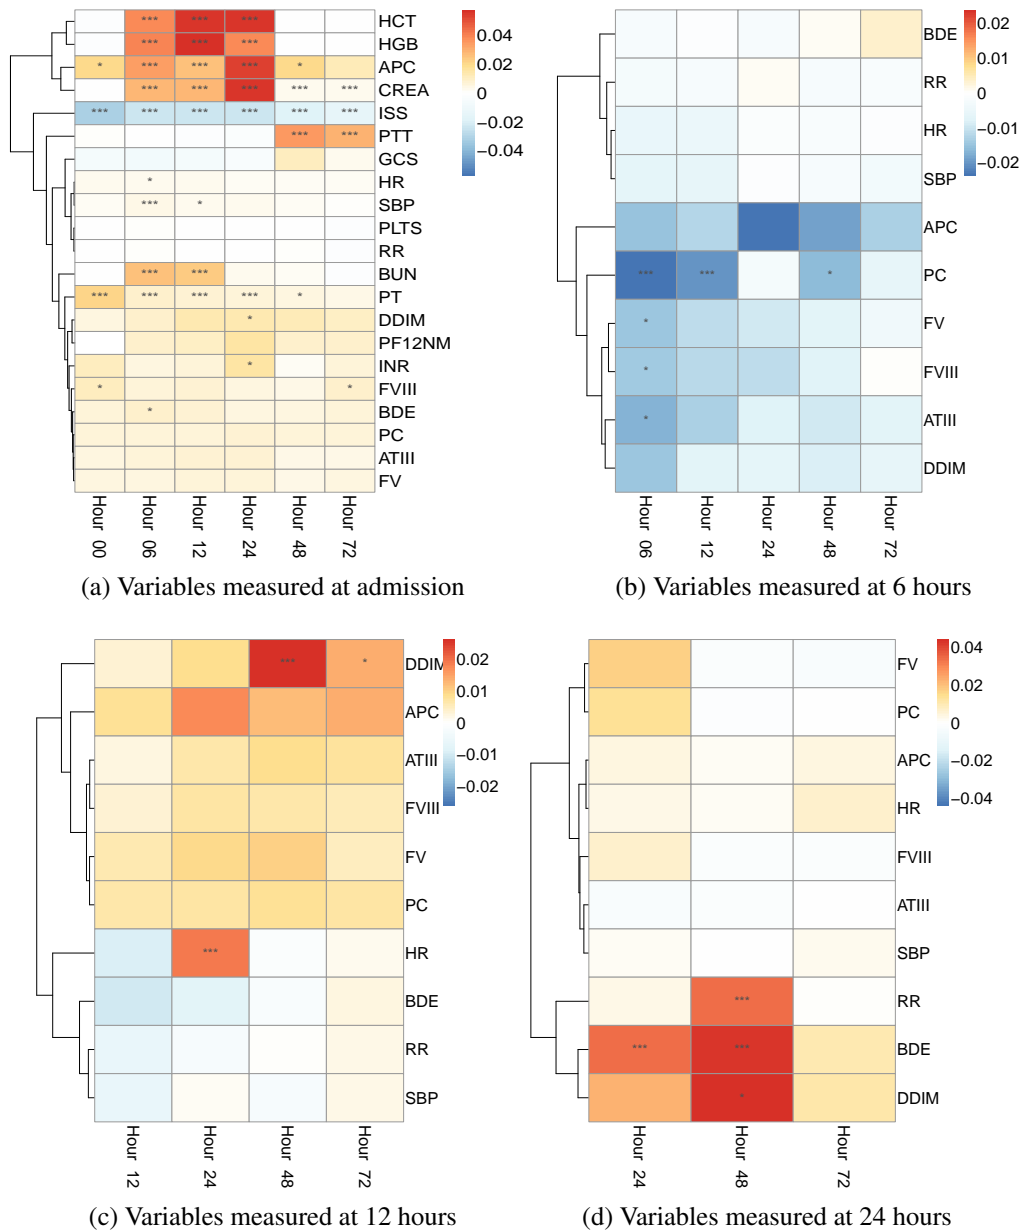 *** *** *** HCT
*** *** *** HGB
* *** *** *** * APC
*** *** *** *** *** CREA
*** *** *** *** *** *** ISS
*** *** PTT
GCS
* HR
*** * SBP
PLTS
RR
*** *** BUN
*** *** *** *** * PT
* DDIM
PF12NM
* INR
* * FVIII
* BDE
PC
ATIII
FV
0.04
0.02
0
−0.02
−0.04
Hour 00
Hour 06
Hour 12
Hour 24
Hour 48
Hour 72
(a) Variables measured at admission
BDE
RR
HR
SBP
APC
*** *** * PC
* FV
* FVIII
* ATIII
DDIM
0.02
0.01
0
−0.01
−0.02
Hour 06
Hour 12
Hour 24
Hour 48
Hour 72
(b) Variables measured at 6 hours
*** * DDIM
APC
ATIII
FVIII
FV
PC
*** HR
BDE
RR
SBP
0.02
0.01
0
−0.01
−0.02
Hour 12
Hour 24
Hour 48
Hour 72
(c) Variables measured at 12 hours
FV
PC
APC
HR
FVIII
ATIII
SBP
*** RR
*** *** BDE
* DDIM
0.04
0.02
0
−0.02
−0.04
Hour 24
Hour 48
Hour 72
(d) Variables measured at 24 hours